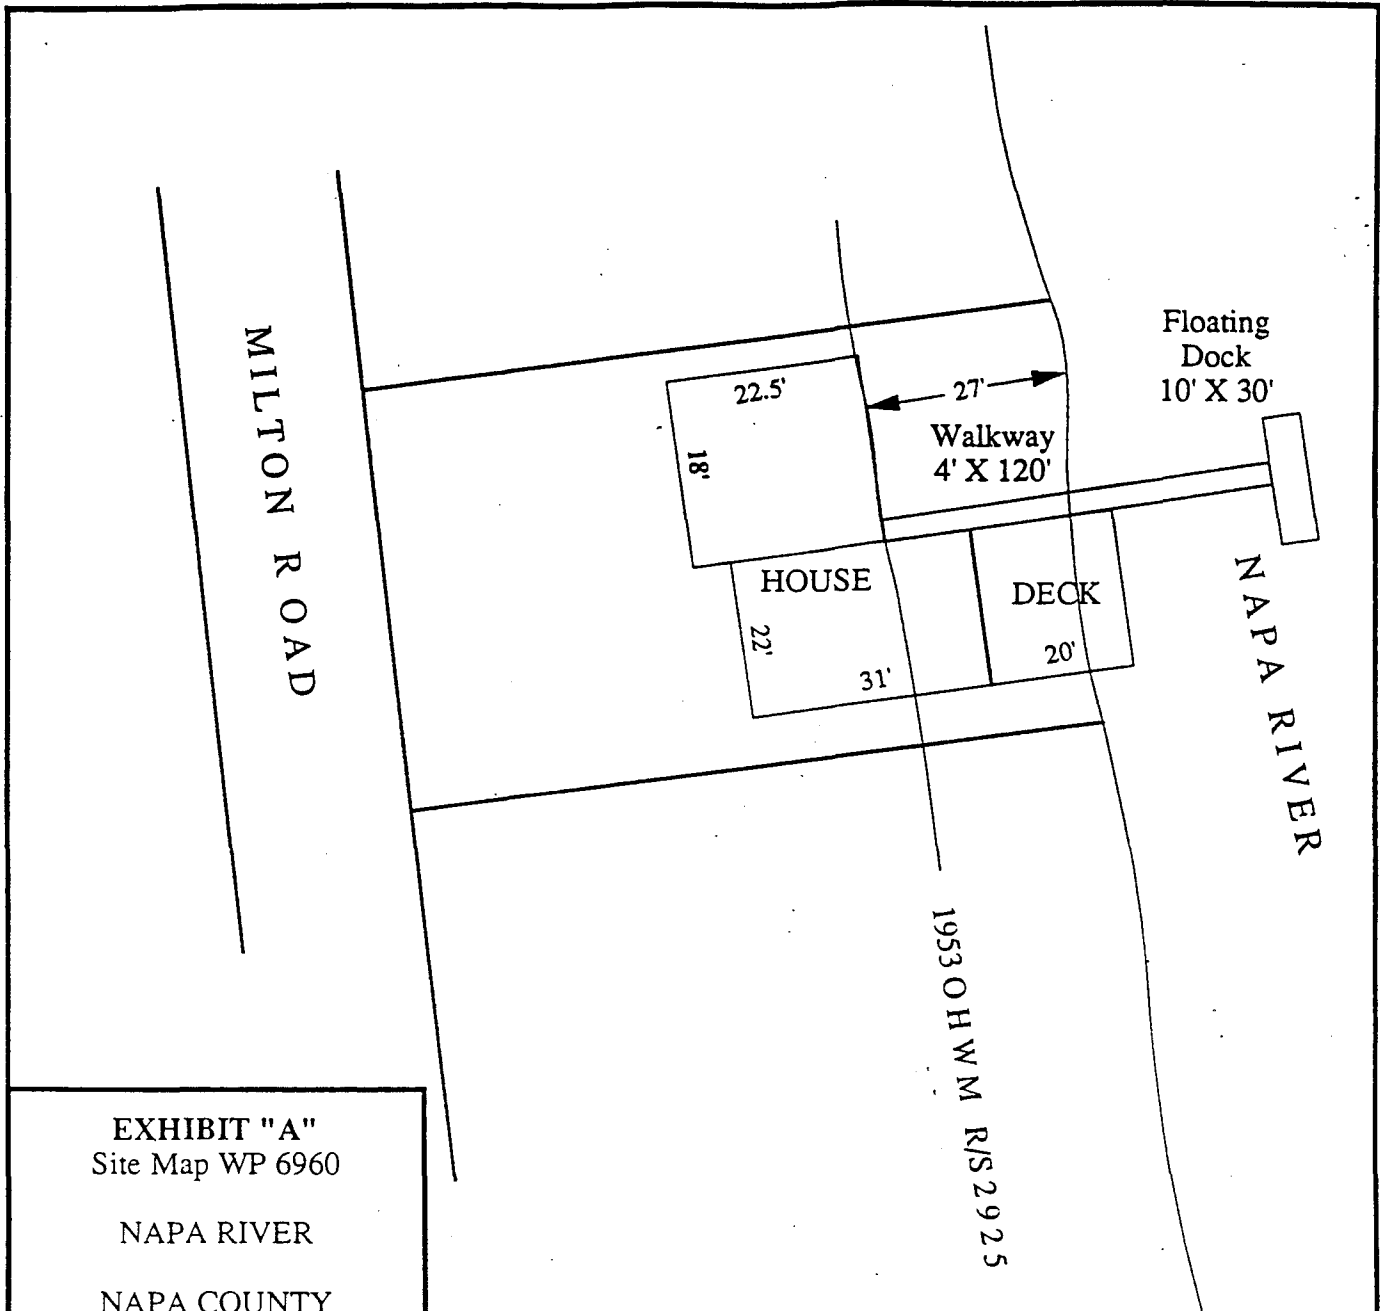 MILTON ROAD
22.5'
18'
27'
Walkway
4' X 120'
Floating
Dock
10' X 30'
HOUSE
DECK
22'
31'
20'
NAPA RIVER
1953 OHWM R/S 2925
EXHIBIT "A"
Site Map WP 6960
NAPA RIVER
NAPA COUNTY